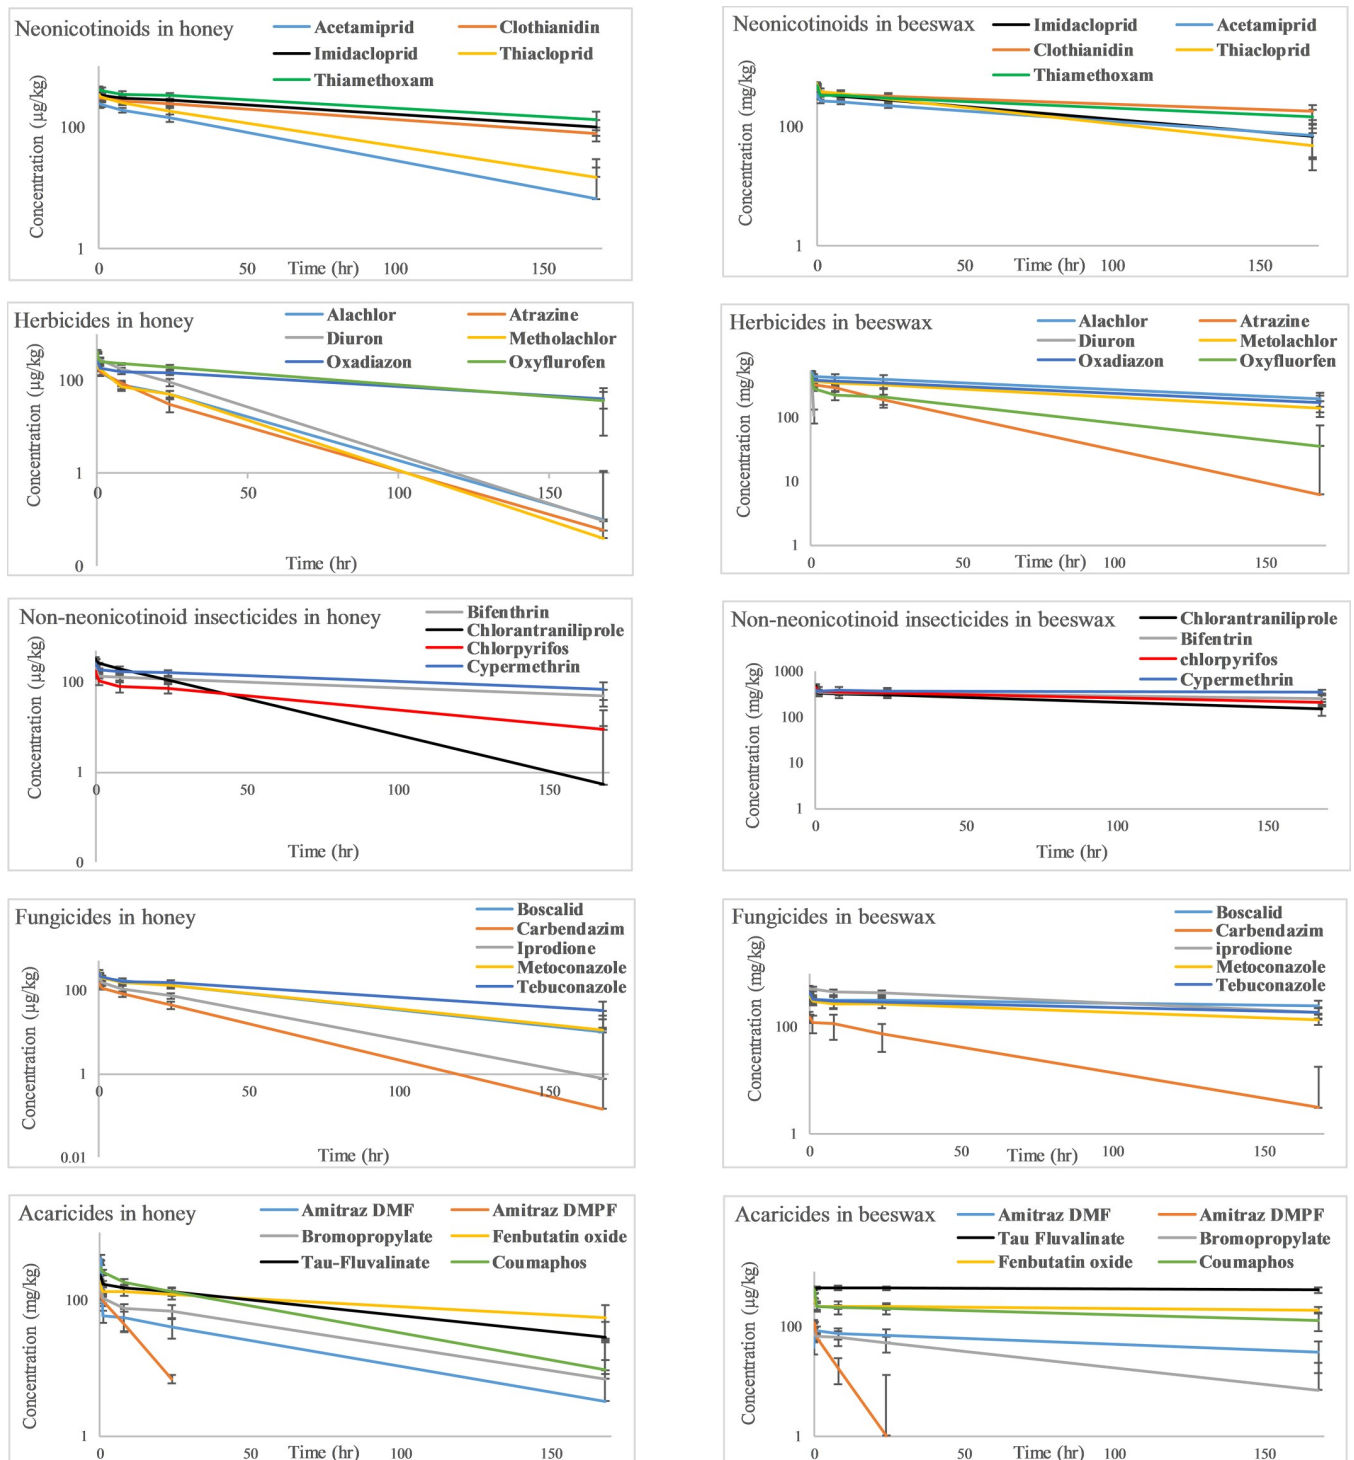 Neonicotinoids in honey
Acetamiprid
Clothianidin
Imidacloprid
Thiacloprid
Thiamethoxam
Concentration (µg/kg)
100
1
0
50
Time (hr)
100
150
Neonicotinoids in beeswax
Imidacloprid
Acetamiprid
Clothianidin
Thiacloprid
Thiamethoxam
Concentration (mg/kg)
100
1
0
50
Time (hr)
100
150
Herbicides in honey
Alachlor
Atrazine
Diuron
Metholachlor
Oxadiazon
Oxyflurofen
Concentration (µg/kg)
100
1
0
50
100
150
0
Time (hr)
Herbicides in beeswax
Alachlor
Atrazine
Diuron
Metolachlor
Oxadiazon
Oxyfluorfen
Concentration (mg/kg)
100
10
1
0
50
Time (hr)
100
150
Non-neonicotinoid insecticides in honey
Bifenthrin
Chlorantraniliprole
Chlorpyrifos
Cypermethrin
Concentration (µg/kg)
100
1
0
50
100
150
0
Time (hr)
Non-neonicotinoid insecticides in beeswax
Chlorantraniliprole
Bifentrin
chlorpyrifos
Cypermethrin
Concentration (mg/kg)
1000
100
10
1
0
50
100
150
Time (hr)
Fungicides in honey
Boscalid
Carbendazim
Iprodione
Metoconazole
Tebuconazole
Concentration (µg/kg)
100
1
0
50
100
150
0.01
Time (hr)
Fungicides in beeswax
Boscalid
Carbendazim
iprodione
Metoconazole
Tebuconazole
Concentration (mg/kg)
100
1
0
50
Time (hr)
100
150
Acaricides in honey
Amitraz DMF
Amitraz DMPF
Bromopropylate
Fenbutatin oxide
Tau-Fluvalinate
Coumaphos
Concentration (mg/kg)
100
1
0
50
Time (hr)
100
150
Acaricides in beeswax
Amitraz DMF
Amitraz DMPF
Tau Fluvalinate
Bromopropylate
Fenbutatin oxide
Coumaphos
Concentration (µg/kg)
100
1
0
50
Time (hr)
100
150